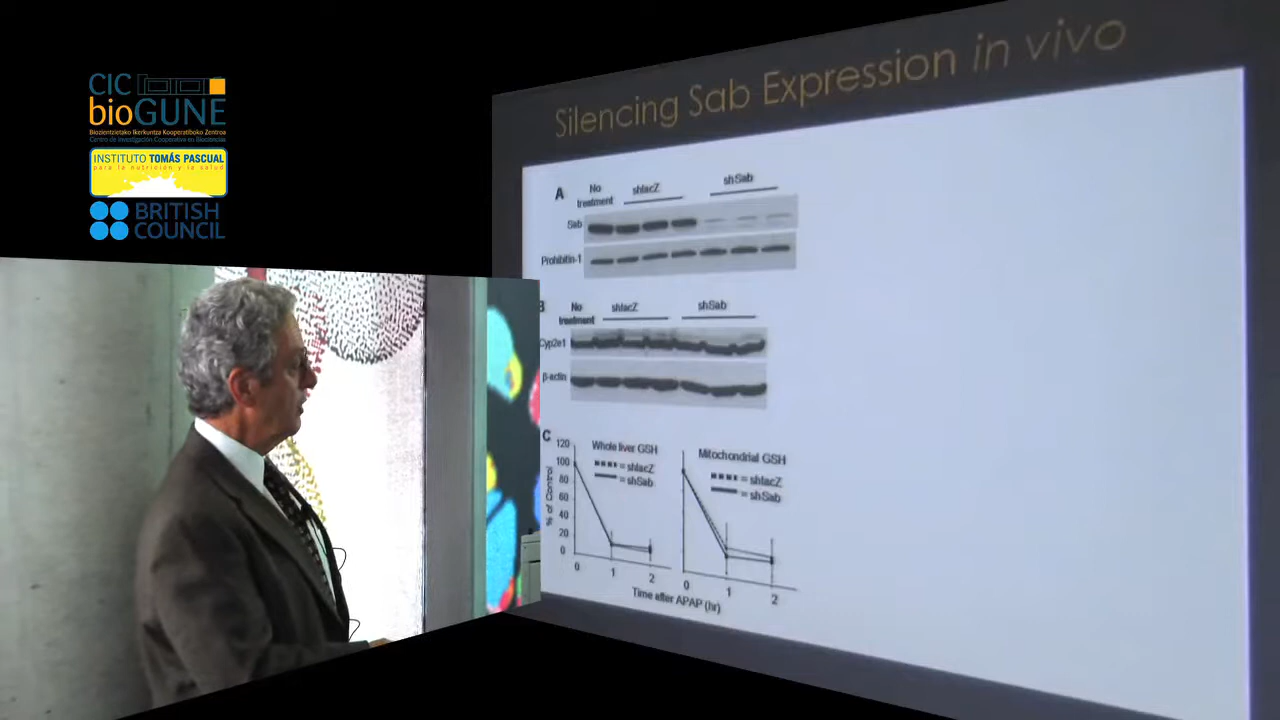 CIC
bioGUNE
Biozientzietako Ikerkuntza Kooperatiboko Zentroa
Centro de Investigación Cooperativa en Biociencias
INSTITUTO TOMÁS PASCUAL
para la nutrición y la salud
BRITISH
COUNCIL
Silencing Sab Expression in vivo
A
No treatment
shlacZ
shSab
Sab
Prohibitin-1
B
No treatment
shlacZ
shSab
Cyp2e1
β-actin
C
Whole liver GSH
= shlacZ
= shSab
% of Control
120
100
80
60
40
20
0
0 1 2
Mitochondrial GSH
= shlacZ
= shSab
0 1 2
Time after APAP (hr)